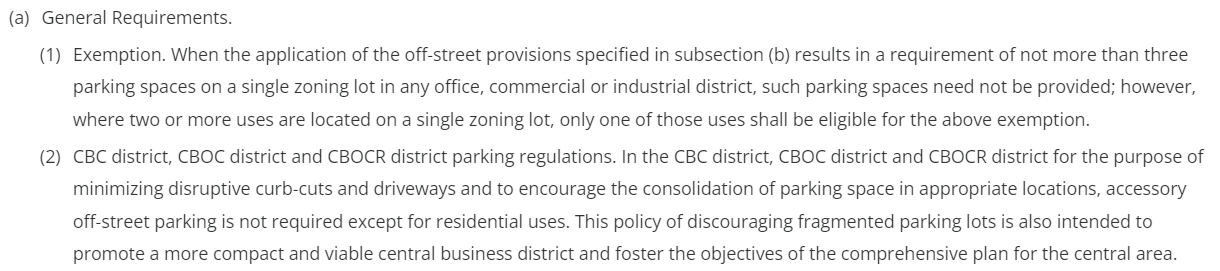 (a) General Requirements.
(1) Exemption. When the application of the off-street provisions specified in subsection (b) results in a requirement of not more than three
parking spaces on a single zoning lot in any office, commercial or industrial district, such parking spaces need not be provided; however,
where two or more uses are located on a single zoning lot, only one of those uses shall be eligible for the above exemption.
(2) CBC district, CBOC district and CBOCR district parking regulations. In the CBC district, CBOC district and CBOCR district for the purpose of
minimizing disruptive curb-cuts and driveways and to encourage the consolidation of parking space in appropriate locations, accessory
off-street parking is not required except for residential uses. This policy of discouraging fragmented parking lots is also intended to
promote a more compact and viable central business district and foster the objectives of the comprehensive plan for the central area.